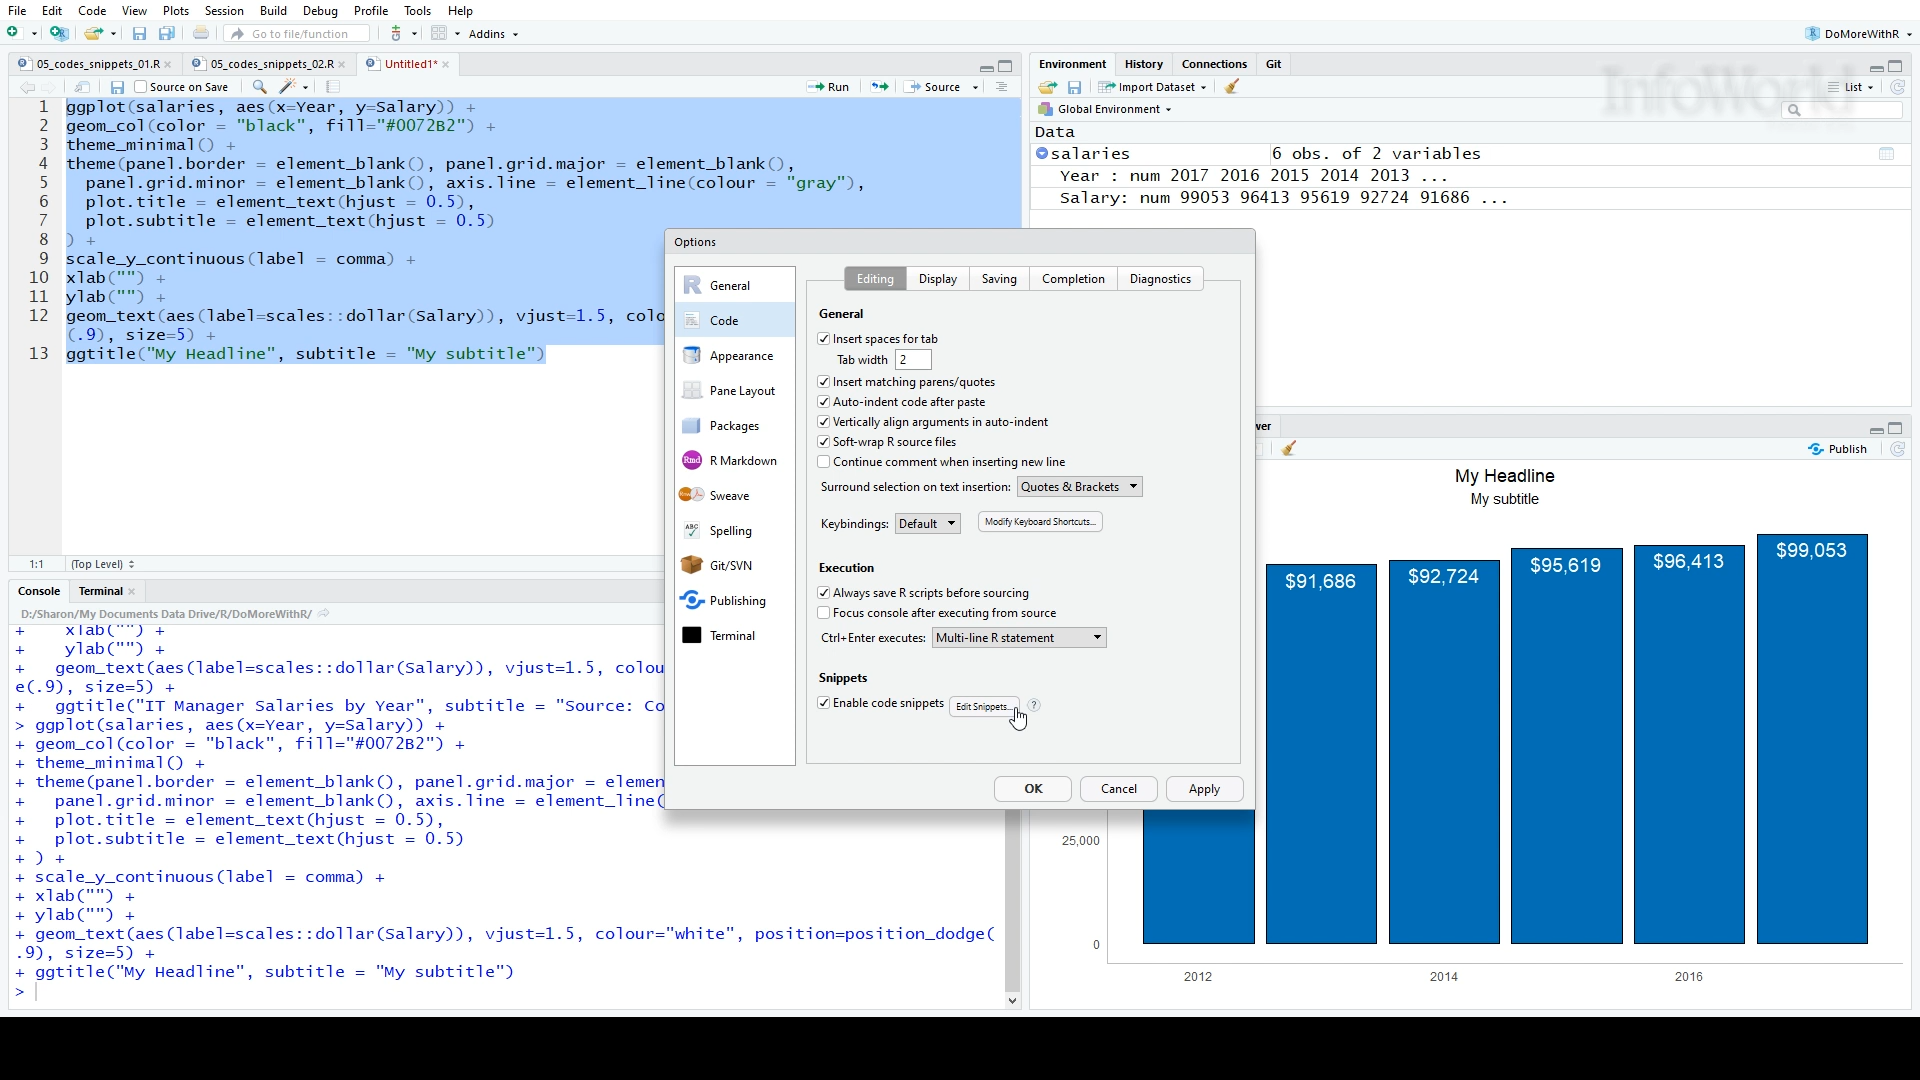 File Edit Code View Plots Session Build Debug Profile Tools Help
Go to file/function Addins DoMoreWithR
05_codes_snippets_01.R 05_codes_snippets_02.R Untitled1*
Source on Save Run Source
1 ggplot(salaries, aes(x=Year, y=Salary)) +
2 geom_col(color = "black", fill="#0072B2") +
3 theme_minimal() +
4 theme(panel.border = element_blank(), panel.grid.major = element_blank(),
5 panel.grid.minor = element_blank(), axis.line = element_line(colour = "gray"),
6 plot.title = element_text(hjust = 0.5),
7 plot.subtitle = element_text(hjust = 0.5)
8 ) +
9 scale_y_continuous(label = comma) +
10 xlab("") +
11 ylab("") +
12 geom_text(aes(label=scales::dollar(Salary)), vjust=1.5, colo
(.9), size=5) +
13 ggtitle("My Headline", subtitle = "My subtitle")
1:1 (Top Level)
Console Terminal
D:/Sharon/My Documents Data Drive/R/DoMoreWithR/
+ xlab("") +
+ ylab("") +
+ geom_text(aes(label=scales::dollar(Salary)), vjust=1.5, colou
e(.9), size=5) +
+ ggtitle("IT Manager Salaries by Year", subtitle = "Source: Co
> ggplot(salaries, aes(x=Year, y=Salary)) +
+ geom_col(color = "black", fill="#0072B2") +
+ theme_minimal() +
+ theme(panel.border = element_blank(), panel.grid.major = elemen
+ panel.grid.minor = element_blank(), axis.line = element_line(
+ plot.title = element_text(hjust = 0.5),
+ plot.subtitle = element_text(hjust = 0.5)
+ ) +
+ scale_y_continuous(label = comma) +
+ xlab("") +
+ ylab("") +
+ geom_text(aes(label=scales::dollar(Salary)), vjust=1.5, colour="white", position=position_dodge(
.9), size=5) +
+ ggtitle("My Headline", subtitle = "My subtitle")
>
Options
General
Code
Appearance
Pane Layout
Packages
Rmd R Markdown
Sweave
ABC Spelling
Git/SVN
Publishing
Terminal
Editing Display Saving Completion Diagnostics
General
Insert spaces for tab
Tab width 2
Insert matching parens/quotes
Auto-indent code after paste
Vertically align arguments in auto-indent
Soft-wrap R source files
Continue comment when inserting new line
Surround selection on text insertion: Quotes & Brackets
Keybindings: Default Modify Keyboard Shortcuts...
Execution
Always save R scripts before sourcing
Focus console after executing from source
Ctrl+Enter executes: Multi-line R statement
Snippets
Enable code snippets Edit Snippets... ?
OK Cancel Apply
Environment History Connections Git
InfoWorld
Import Dataset List
Global Environment
Data
salaries 6 obs. of 2 variables
Year : num 2017 2016 2015 2014 2013 ...
Salary: num 99053 96413 95619 92724 91686 ...
wer
Publish
My Headline
My subtitle
$91,686 $92,724 $95,619 $96,413 $99,053
25,000
0
2012 2014 2016